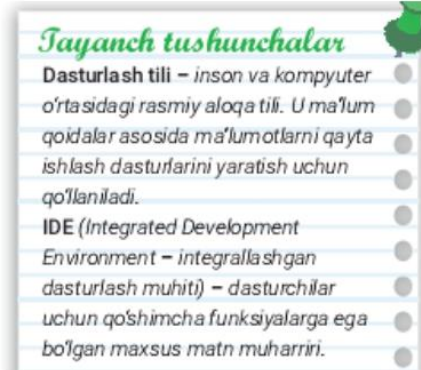 Tayanch tushunchalar
Dasturlash tili – inson va kompyuter
o‘rtasidagi rasmiy aloqa tili. U ma’lum
qoidalar asosida ma’lumotlarni qayta
ishlash dasturlarini yaratish uchun
qo‘llaniladi.
IDE (Integrated Development
Environment – integrallashgan
dasturlash muhiti) – dasturchilar
uchun qo‘shimcha funksiyalarga ega
bo‘lgan maxsus matn muharriri.